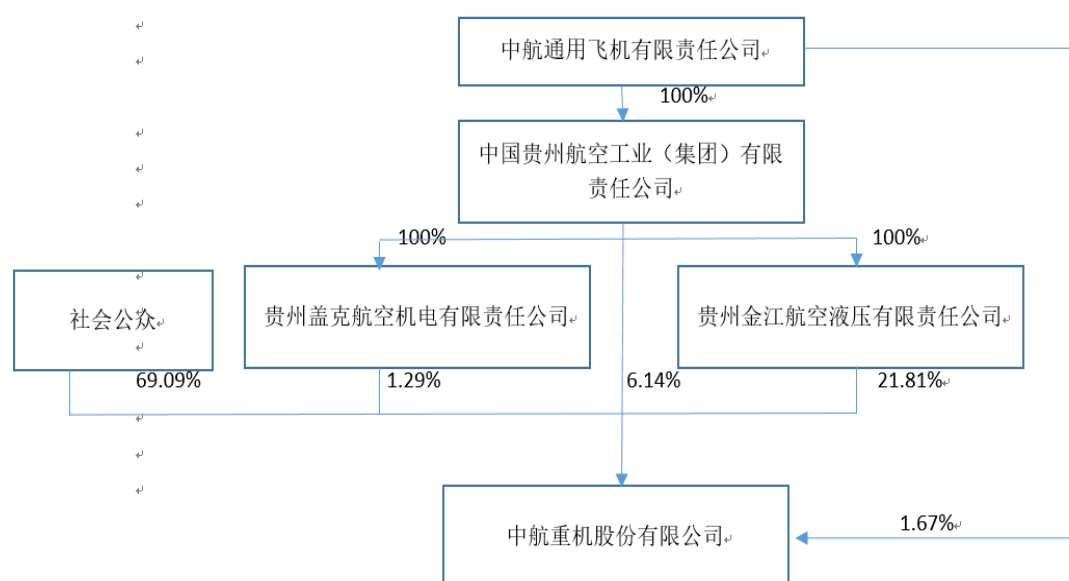 中航通用飞机有限责任公司
100%
中国贵州航空工业（集团）有限
责任公司
100%
100%
社会公众
贵州盖克航空机电有限责任公司
贵州金江航空液压有限责任公司
69.09%
1.29%
6.14%
21.81%
1.67%
中航重机股份有限公司